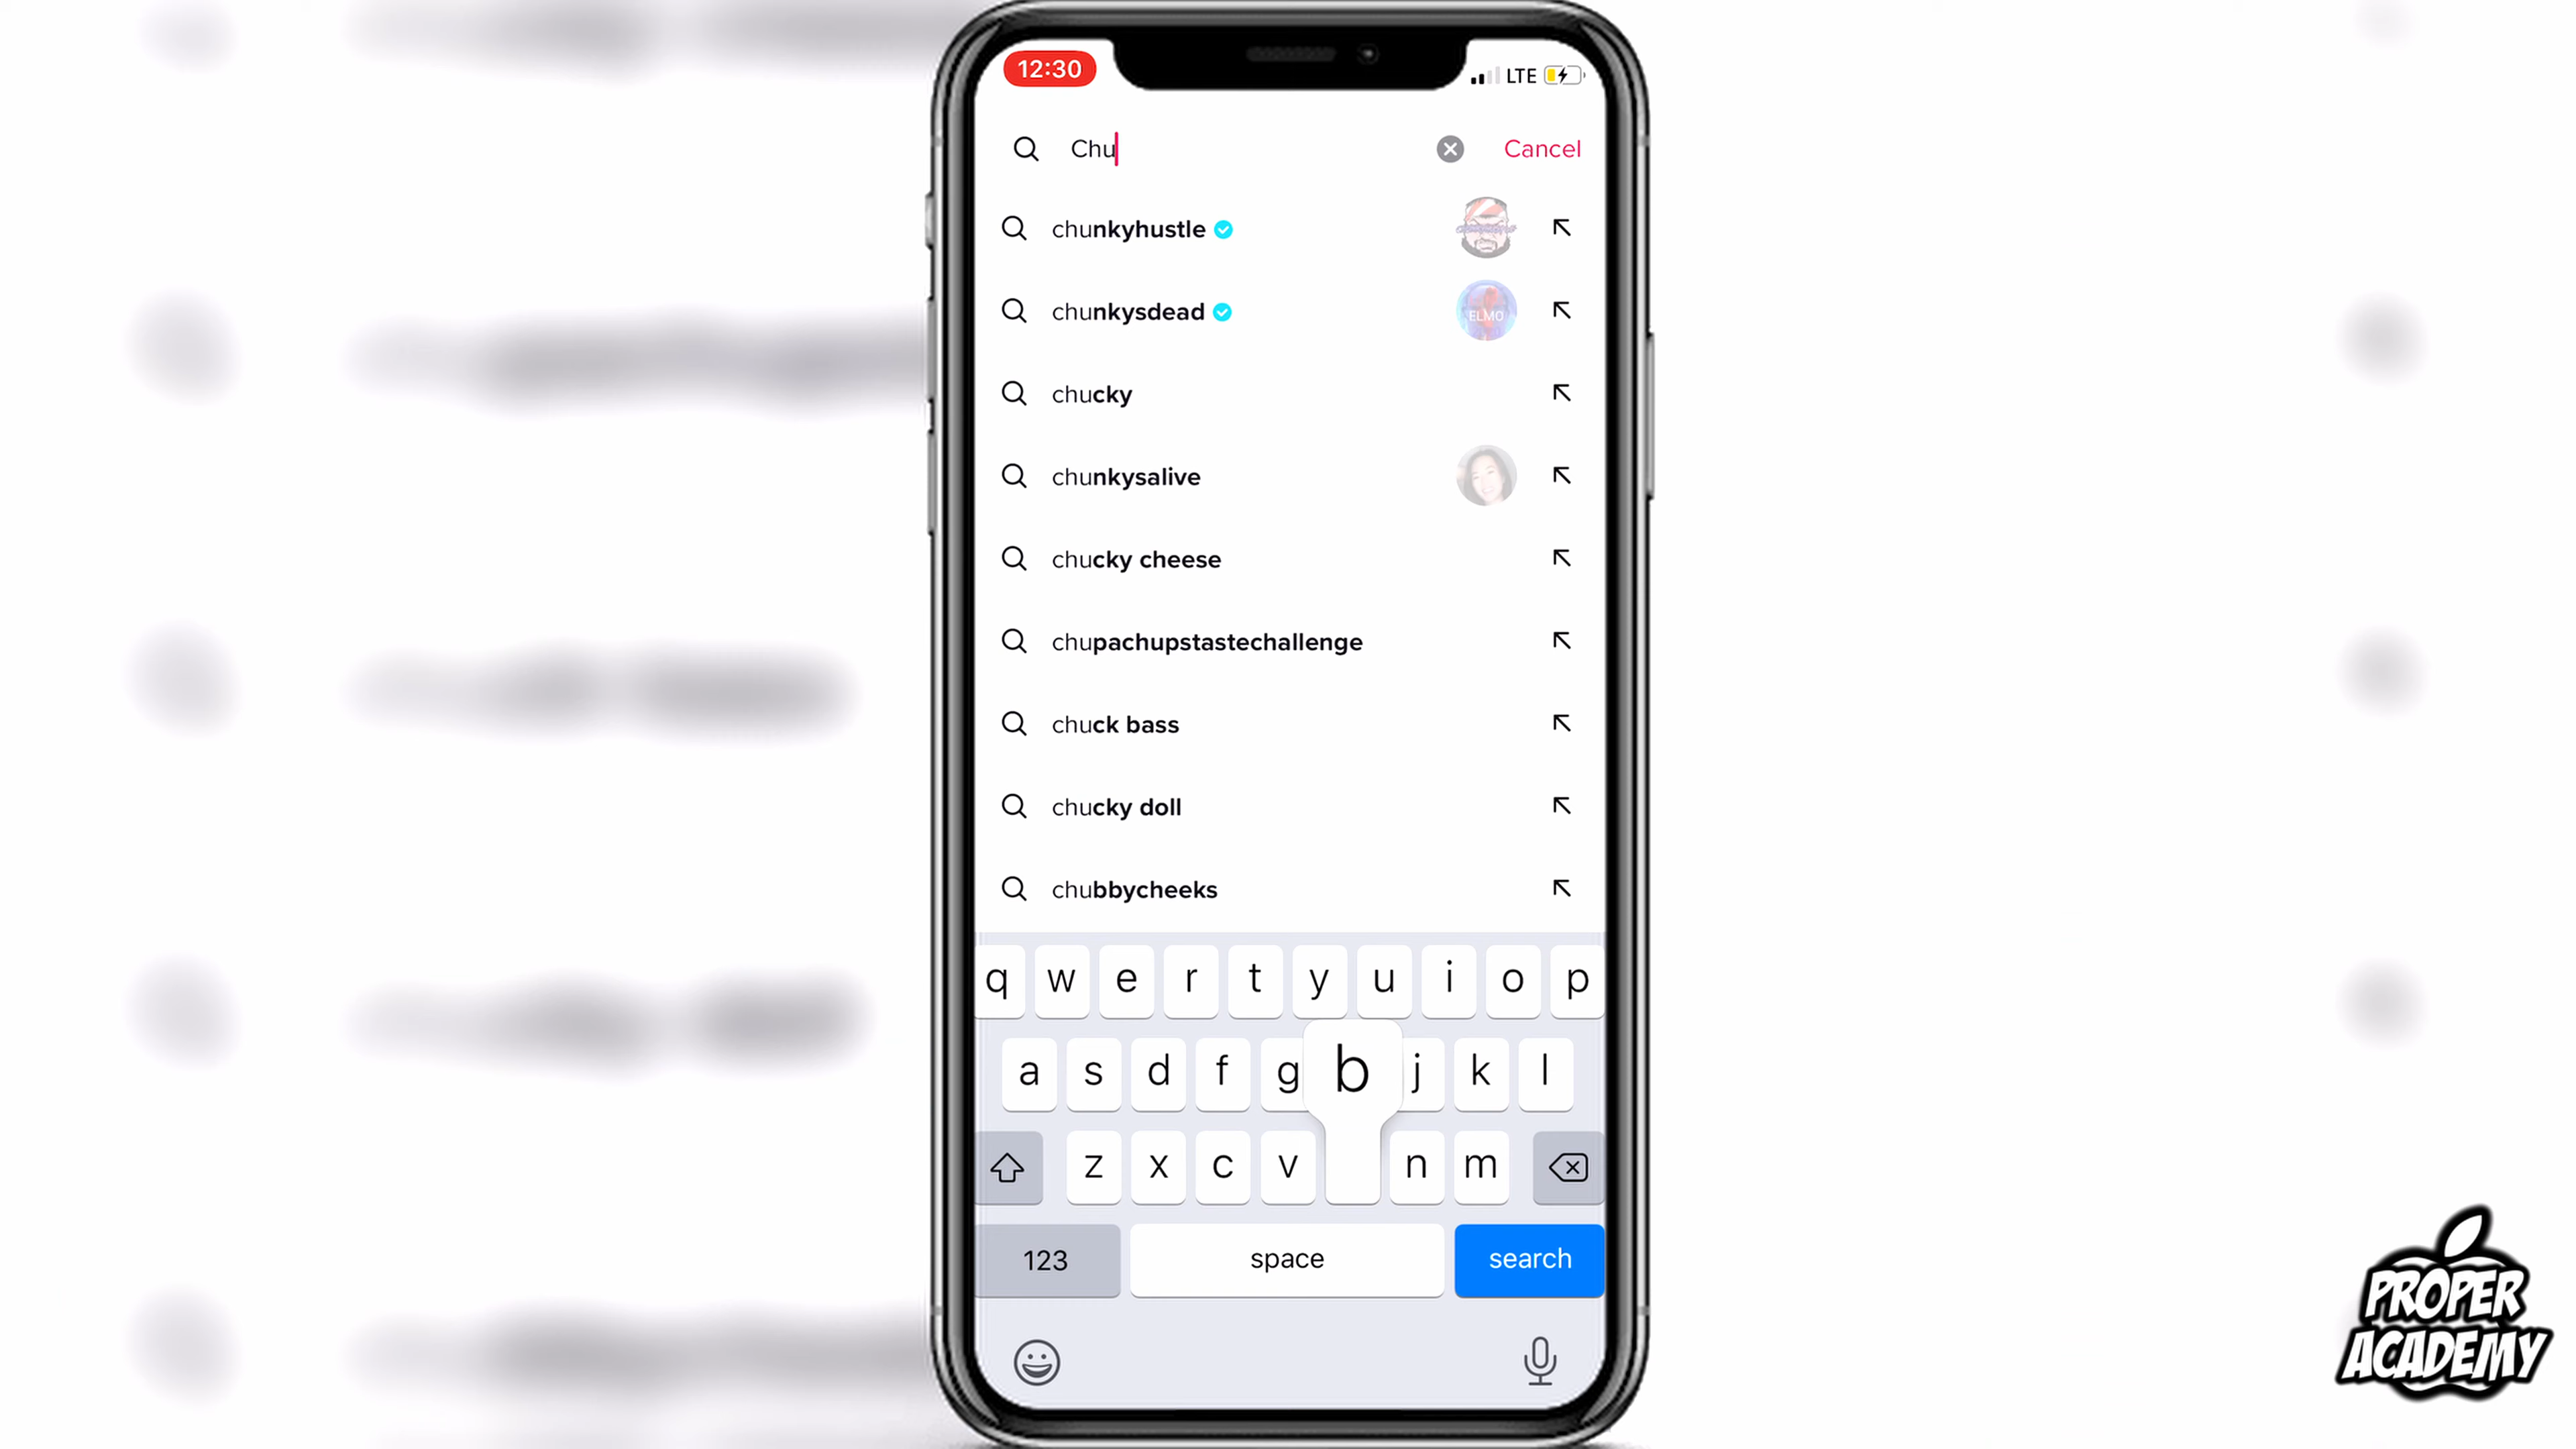 12:30 LTE
Chu Cancel
chunkyhustle
chunkysdead ELMO
chucky
chunkysalive
chucky cheese
chupachupstastechallenge
chuck bass
chucky doll
chubbycheeks
q w e r t y u i o p
a s d f g b j k l
z x c v n m
123 space search
PROPER
ACADEMY